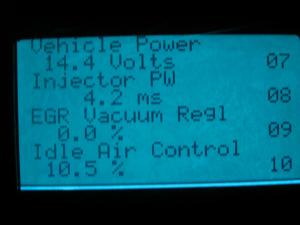 Vehicle Power
14.4 Volts 07
Injector PW
4.2 ms 08
EGR Vacuum Regl
0.0 % 09
Idle Air Control
10.5 % 10